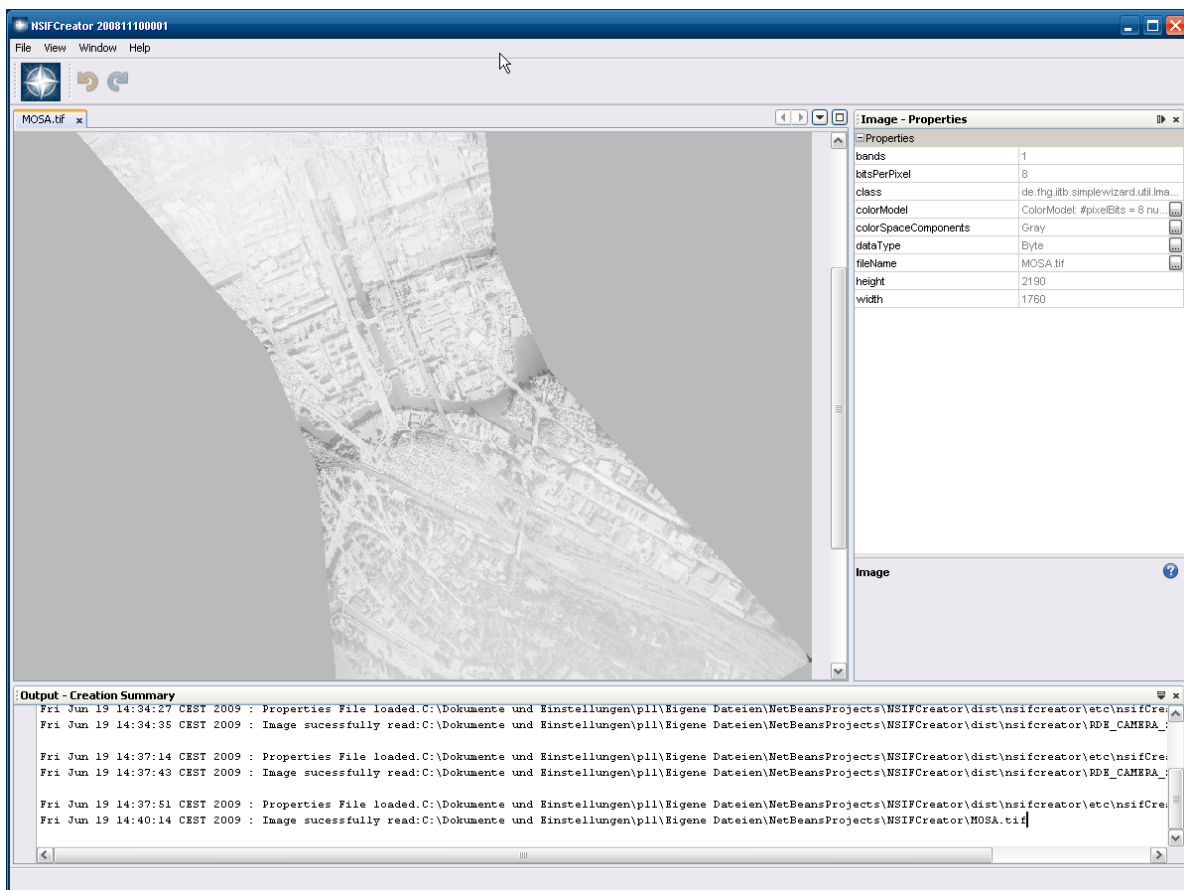 NSIFCreator 200811100001
File View Window Help
MOSA.tif
Image - Properties
Properties
bands 1
bitsPerPixel 8
class de.fhg.iitb.simplewizard.util.Ima...
colorModel ColorModel: #pixelBits = 8 nu...
colorSpaceComponents Gray
dataType Byte
fileName MOSA.tif
height 2190
width 1760
Image
Output - Creation Summary
Fri Jun 19 14:34:27 CEST 2009 : Properties File loaded.C:\Dokumente und Einstellungen\pll\Eigene Dateien\NetBeansProjects\NSIFCreator\dist\nsifcreator\etc\nsifCre
Fri Jun 19 14:34:35 CEST 2009 : Image sucessfully read:C:\Dokumente und Einstellungen\pll\Eigene Dateien\NetBeansProjects\NSIFCreator\dist\nsifcreator\RDE_CAMERA_
Fri Jun 19 14:37:14 CEST 2009 : Properties File loaded.C:\Dokumente und Einstellungen\pll\Eigene Dateien\NetBeansProjects\NSIFCreator\dist\nsifcreator\etc\nsifCre
Fri Jun 19 14:37:43 CEST 2009 : Image sucessfully read:C:\Dokumente und Einstellungen\pll\Eigene Dateien\NetBeansProjects\NSIFCreator\dist\nsifcreator\RDE_CAMERA_
Fri Jun 19 14:37:51 CEST 2009 : Properties File loaded.C:\Dokumente und Einstellungen\pll\Eigene Dateien\NetBeansProjects\NSIFCreator\dist\nsifcreator\etc\nsifCre
Fri Jun 19 14:40:14 CEST 2009 : Image sucessfully read:C:\Dokumente und Einstellungen\pll\Eigene Dateien\NetBeansProjects\NSIFCreator\MOSA.tif